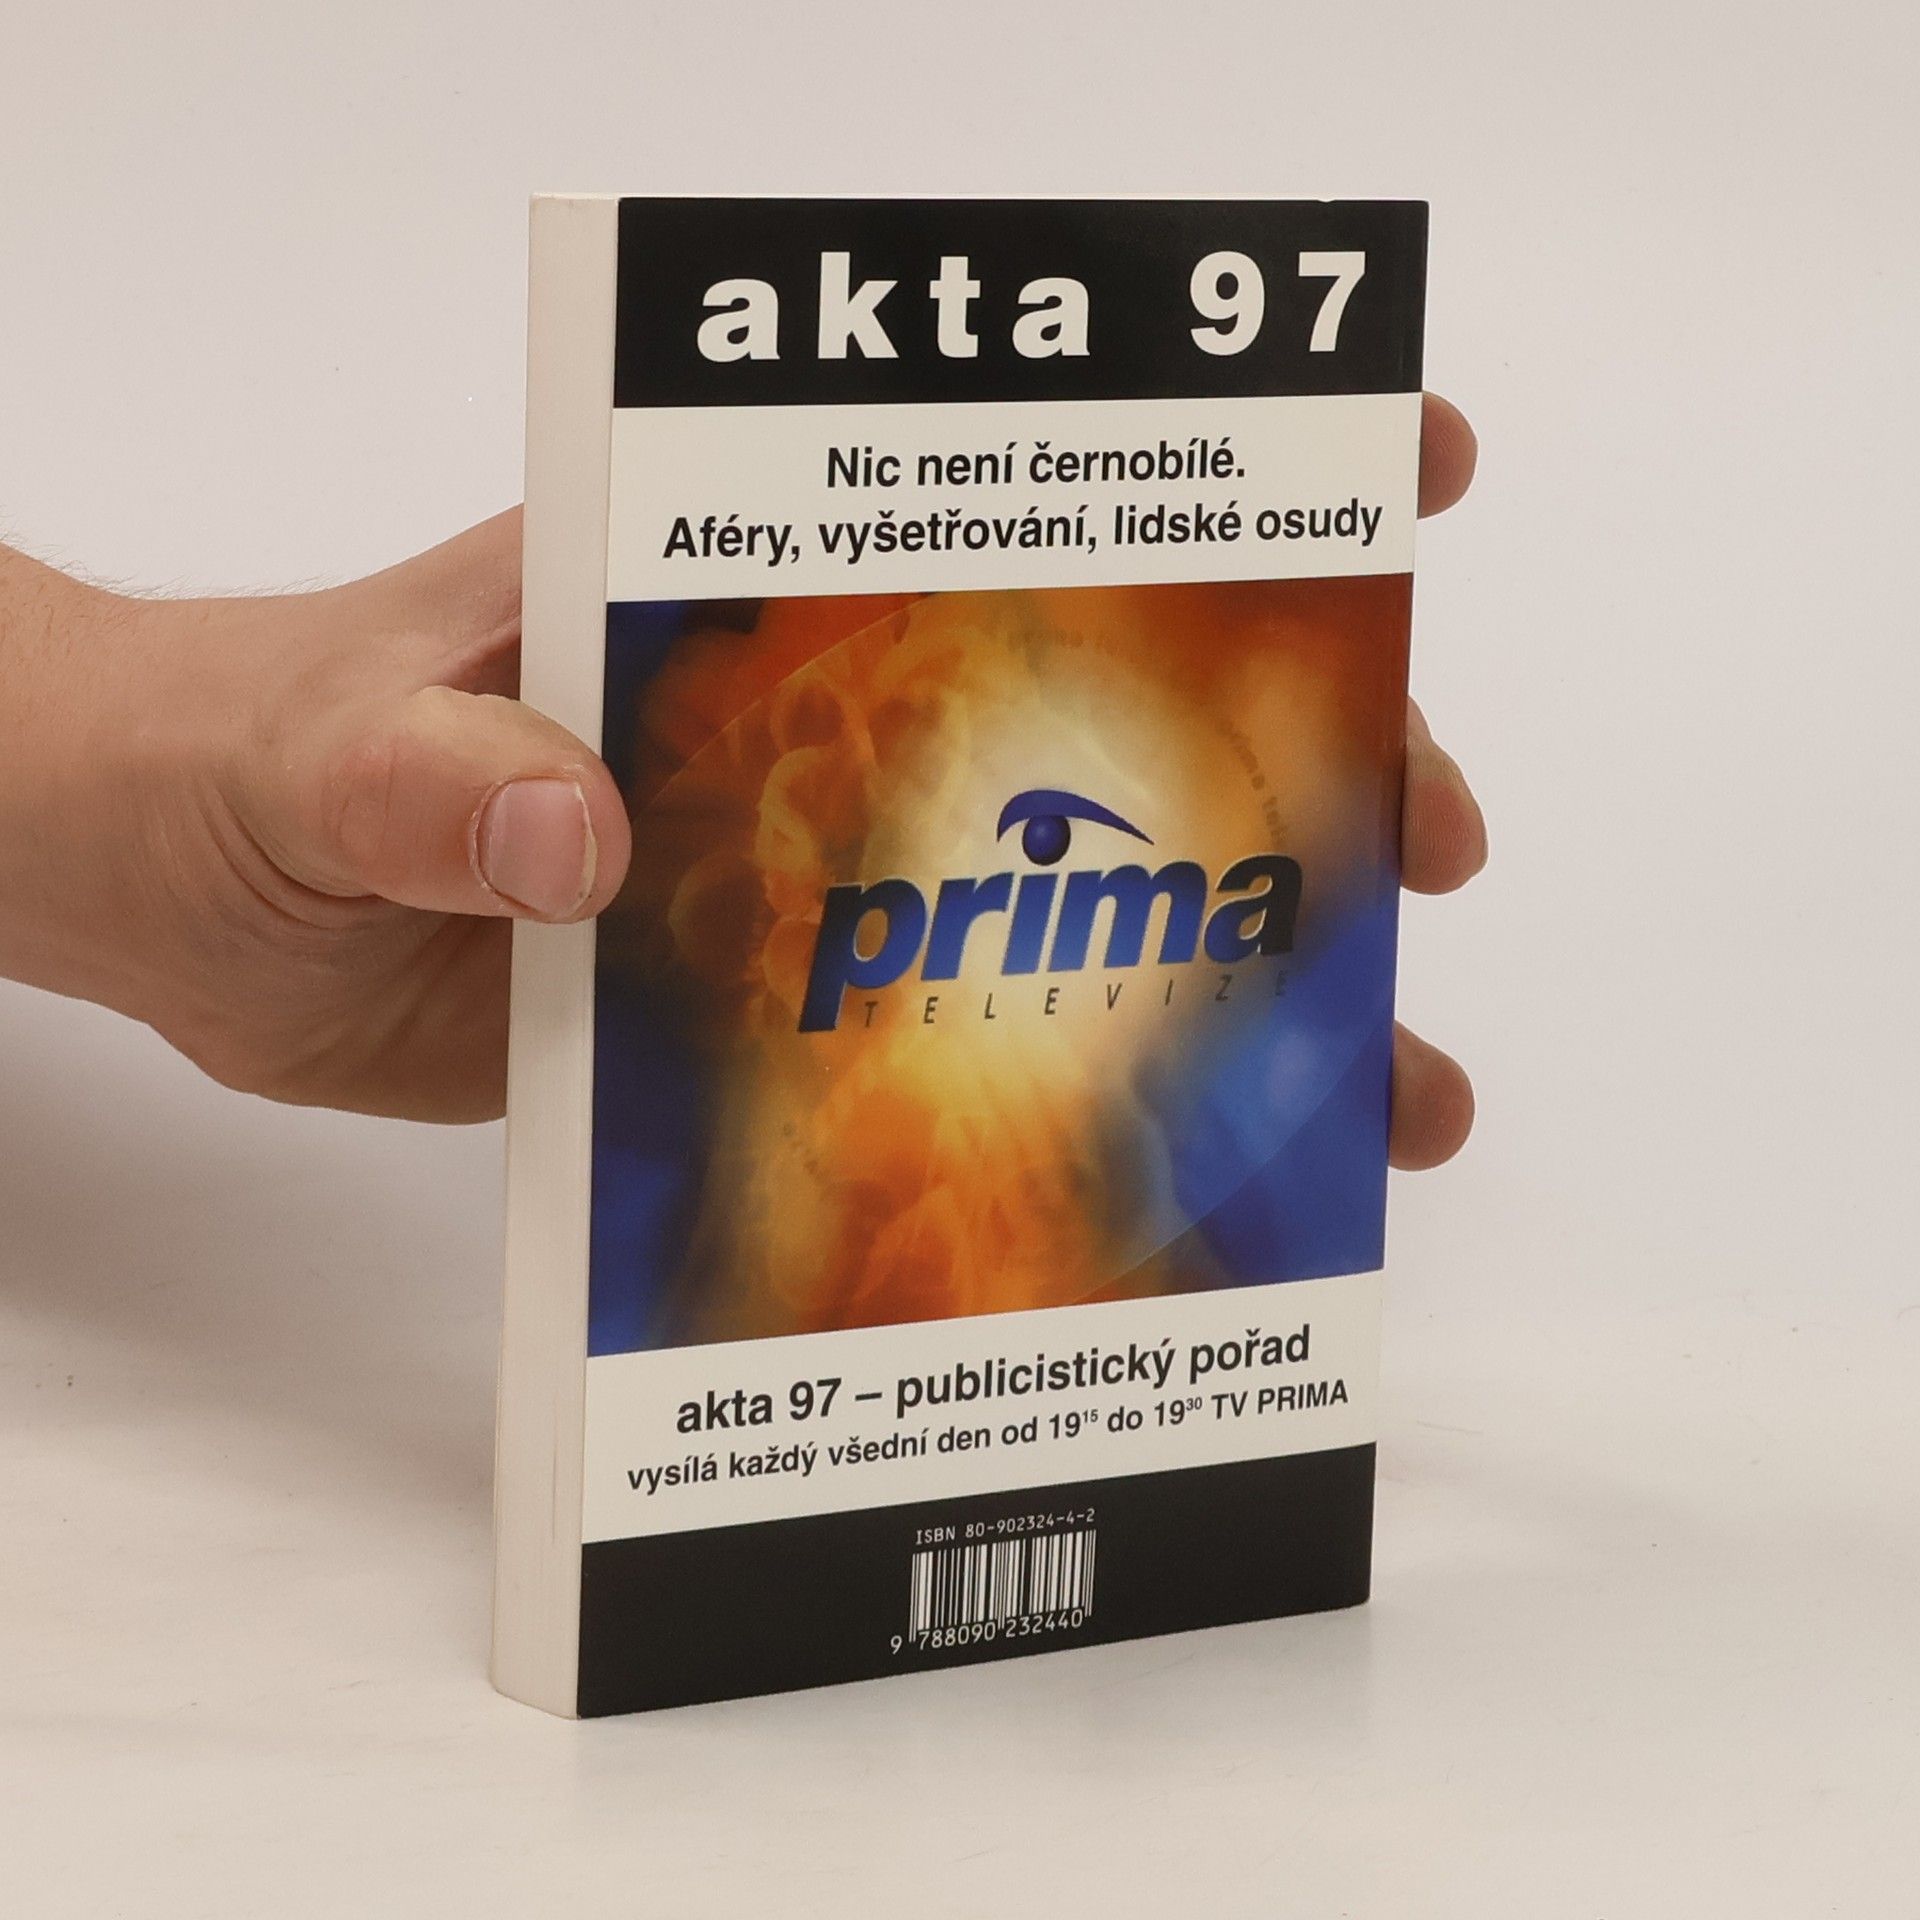 akta 97
Nic není černobílé.
Aféry, vyšetřování, lidské osudy
prima
TELEVIZE
akta 97 – publicistický pořad
vysílá každý všední den od 19¹⁵ do 19³⁰ TV PRIMA
ISBN 80-902324-4-2
9 788090 232440